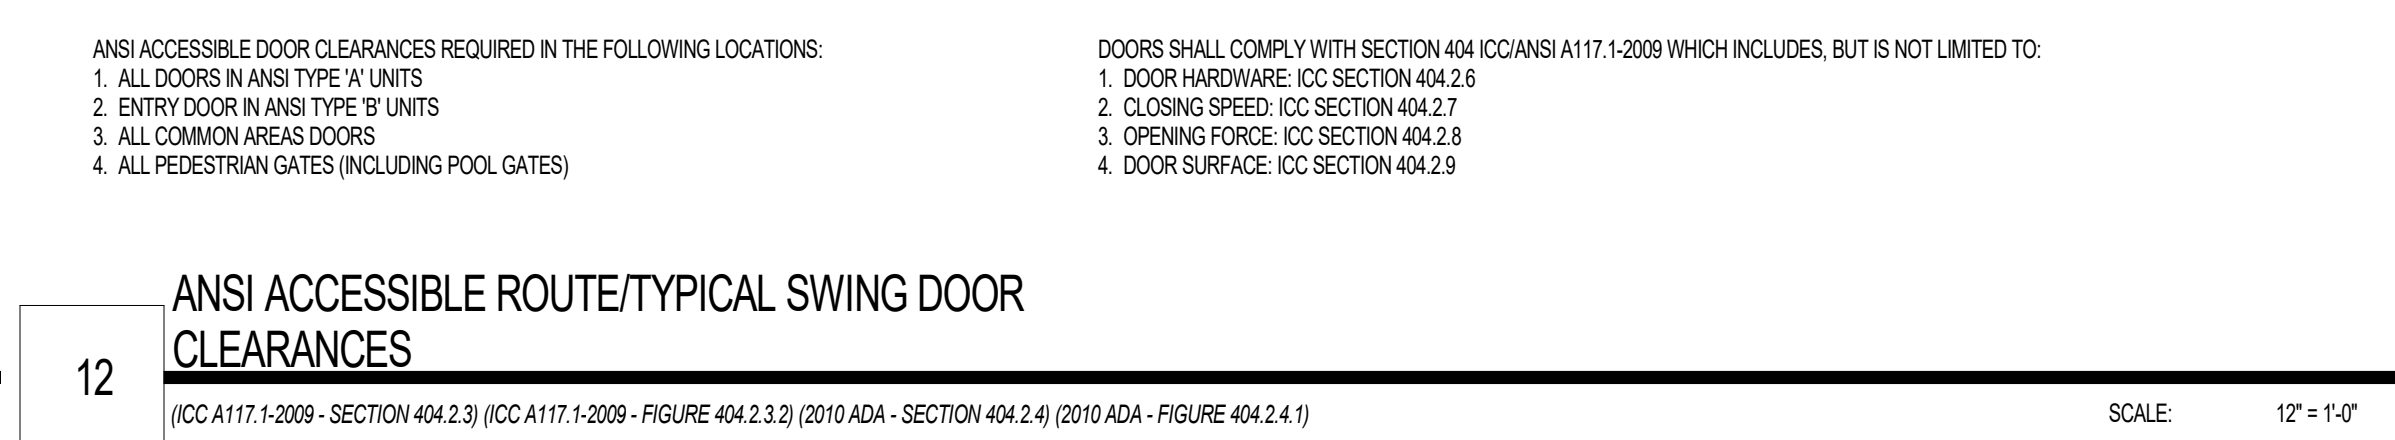 ANSI ACCESSIBLE DOOR CLEARANCES REQUIRED IN THE FOLLOWING LOCATIONS:
1. ALL DOORS IN ANSI TYPE 'A' UNITS
2. ENTRY DOOR IN ANSI TYPE 'B' UNITS
3. ALL COMMON AREAS DOORS
4. ALL PEDESTRIAN GATES (INCLUDING POOL GATES)
DOORS SHALL COMPLY WITH SECTION 404 ICC/ANSI A117.1-2009 WHICH INCLUDES, BUT IS NOT LIMITED TO:
1. DOOR HARDWARE: ICC SECTION 404.2.6
2. CLOSING SPEED: ICC SECTION 404.2.7
3. OPENING FORCE: ICC SECTION 404.2.8
4. DOOR SURFACE: ICC SECTION 404.2.9
12
ANSI ACCESSIBLE ROUTE/TYPICAL SWING DOOR
CLEARANCES
(ICC A117.1-2009 - SECTION 404.2.3) (ICC A117.1-2009 - FIGURE 404.2.3.2) (2010 ADA - SECTION 404.2.4) (2010 ADA - FIGURE 404.2.4.1)
SCALE: 12" = 1'-0"